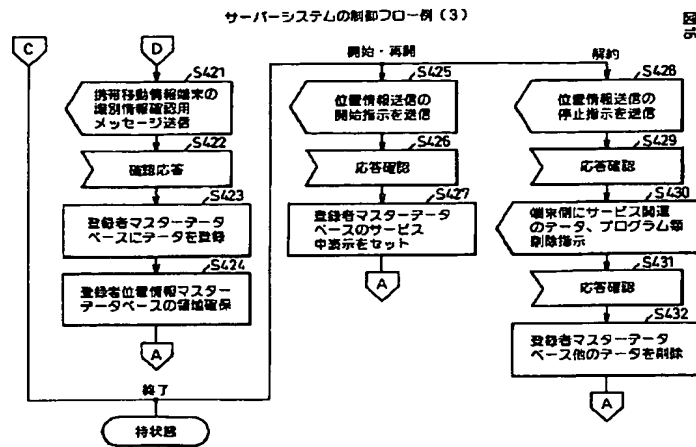 サーバーシステムの制御フロー例(3)
C
D
S421
携帯移動情報端末の
識別情報確認用
メッセージ送信
S422
確認応答
S423
登録者マスターデータ
ベースにデータを登録
S424
登録者位置情報マスター
データベースの領域確保
A
終了
待状態
開始・再開
S425
位置情報送信の
開始指示を送信
S426
応答確認
S427
登録者マスターデータ
ベースのサービス
中表示をセット
A
解約
S428
位置情報送信の
停止指示を送信
S429
応答確認
S430
端末側にサービス関連
のデータ、プログラム類
削除指示
S431
応答確認
S432
登録者マスターデータ
ベース他のデータを削除
A